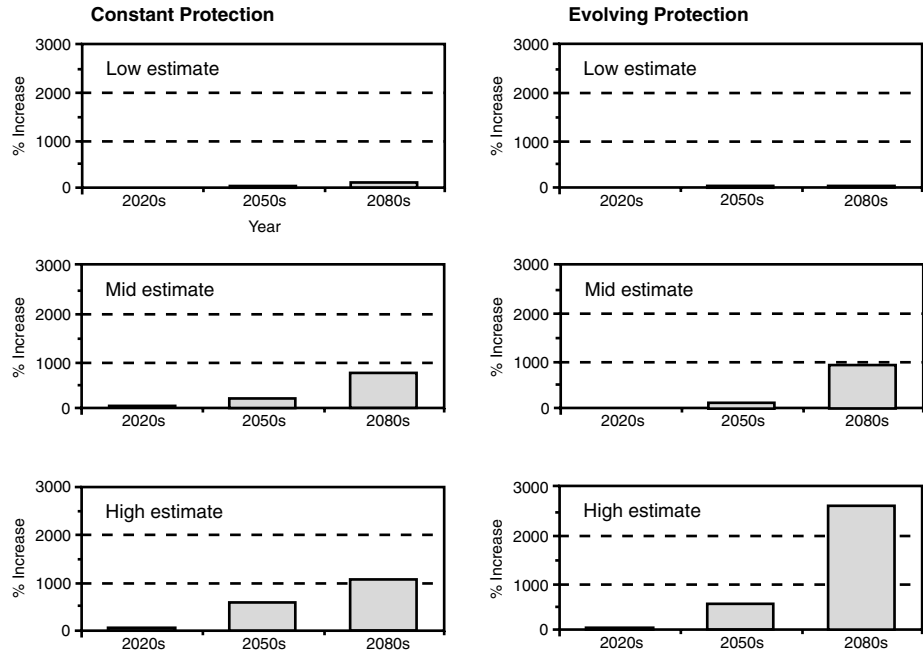 Constant Protection
3000
2000
1000
0
% Increase
Low estimate
2020s 2050s 2080s
Year
Evolving Protection
3000
2000
1000
0
% Increase
Low estimate
2020s 2050s 2080s
3000
2000
1000
0
% Increase
Mid estimate
2020s 2050s 2080s
3000
2000
1000
0
% Increase
Mid estimate
2020s 2050s 2080s
3000
2000
1000
0
% Increase
High estimate
2020s 2050s 2080s
3000
2000
1000
0
% Increase
High estimate
2020s 2050s 2080s